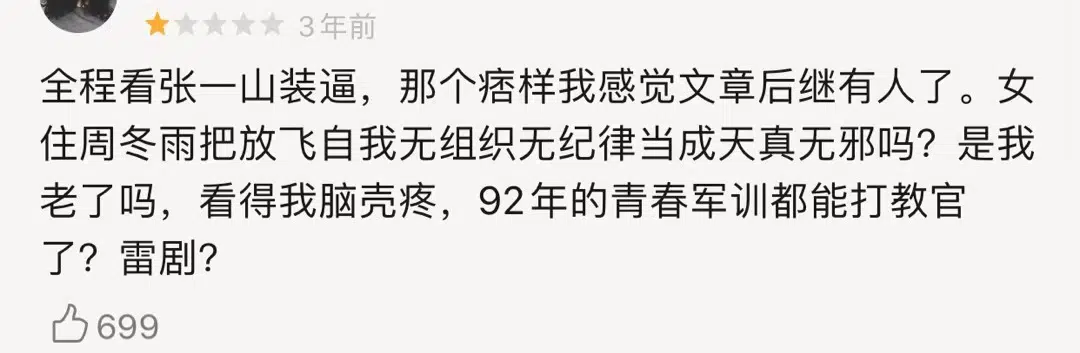 3年前
全程看张一山装逼，那个痞样我感觉文章后继有人了。女
住周冬雨把放飞自我无组织无纪律当成天真无邪吗？是我
老了吗，看得我脑壳疼，92年的青春军训都能打教官
了？雷剧？
699